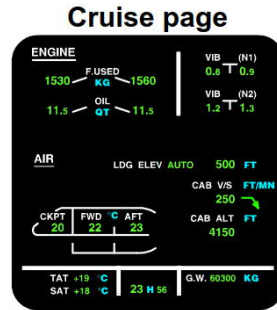 Cruise page
ENGINE
F.USED
1530 KG 1560
OIL
11.5 QT 11.5
VIB (N1)
0.8 0.9
VIB (N2)
1.2 1.3
AIR
LDG ELEV AUTO 500 FT
CAB V/S FT/MN
250
CKPT FWD °C AFT
20 22 23
CAB ALT FT
4150
TAT +19 °C
SAT +18 °C
23 H 56
G.W. 60300 KG